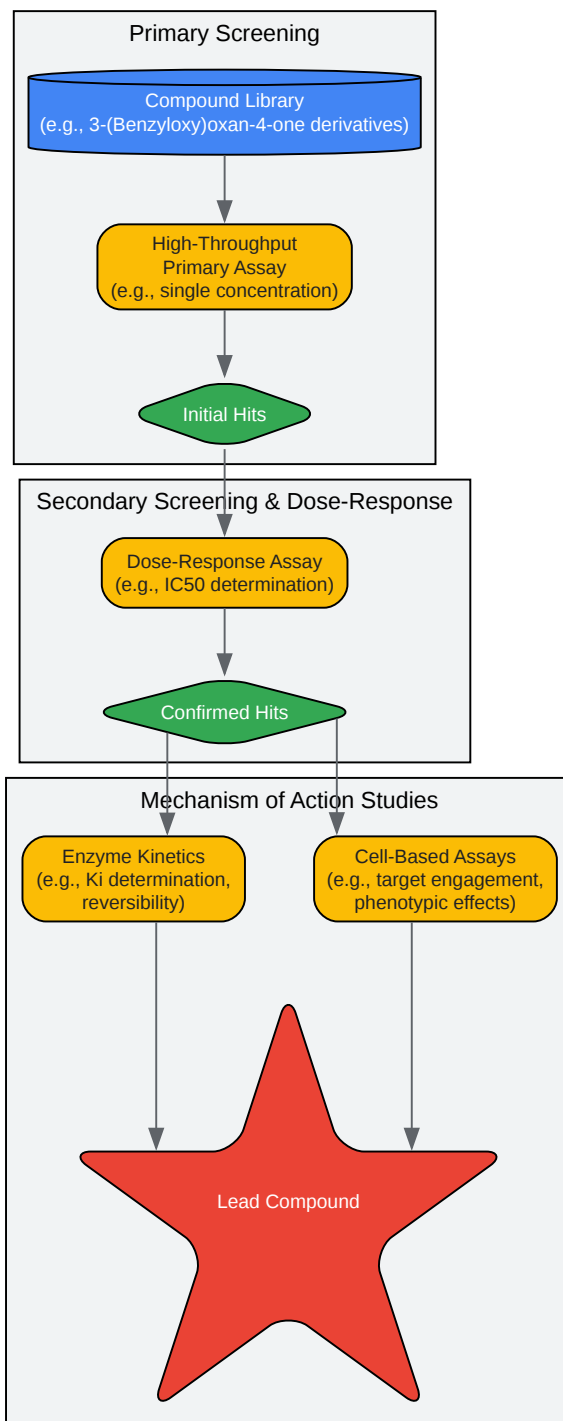 Primary Screening
Compound Library
(e.g., 3-(Benzyloxy)oxan-4-one derivatives)
High-Throughput
Primary Assay
(e.g., single concentration)
Initial Hits
Secondary Screening & Dose-Response
Dose-Response Assay
(e.g., IC50 determination)
Confirmed Hits
Mechanism of Action Studies
Enzyme Kinetics
(e.g., Ki determination,
reversibility)
Cell-Based Assays
(e.g., target engagement,
phenotypic effects)
Lead Compound